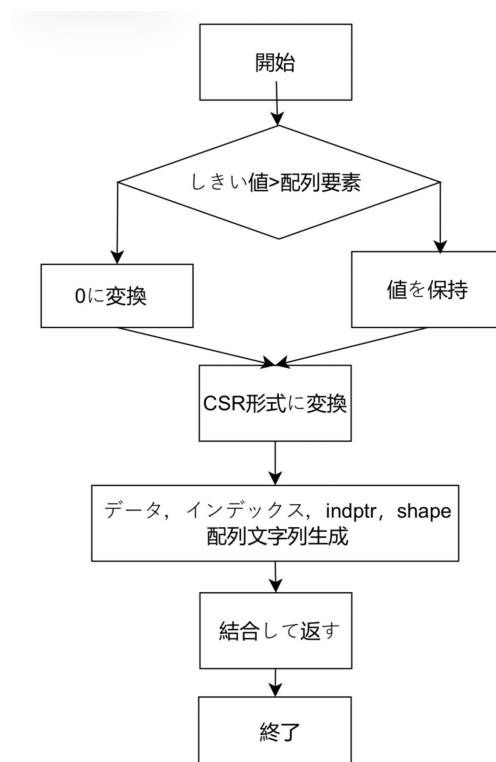 開始
しきい値>配列要素
0に変換
値を保持
CSR形式に変換
データ，インデックス，indptr，shape
配列文字列生成
結合して返す
終了